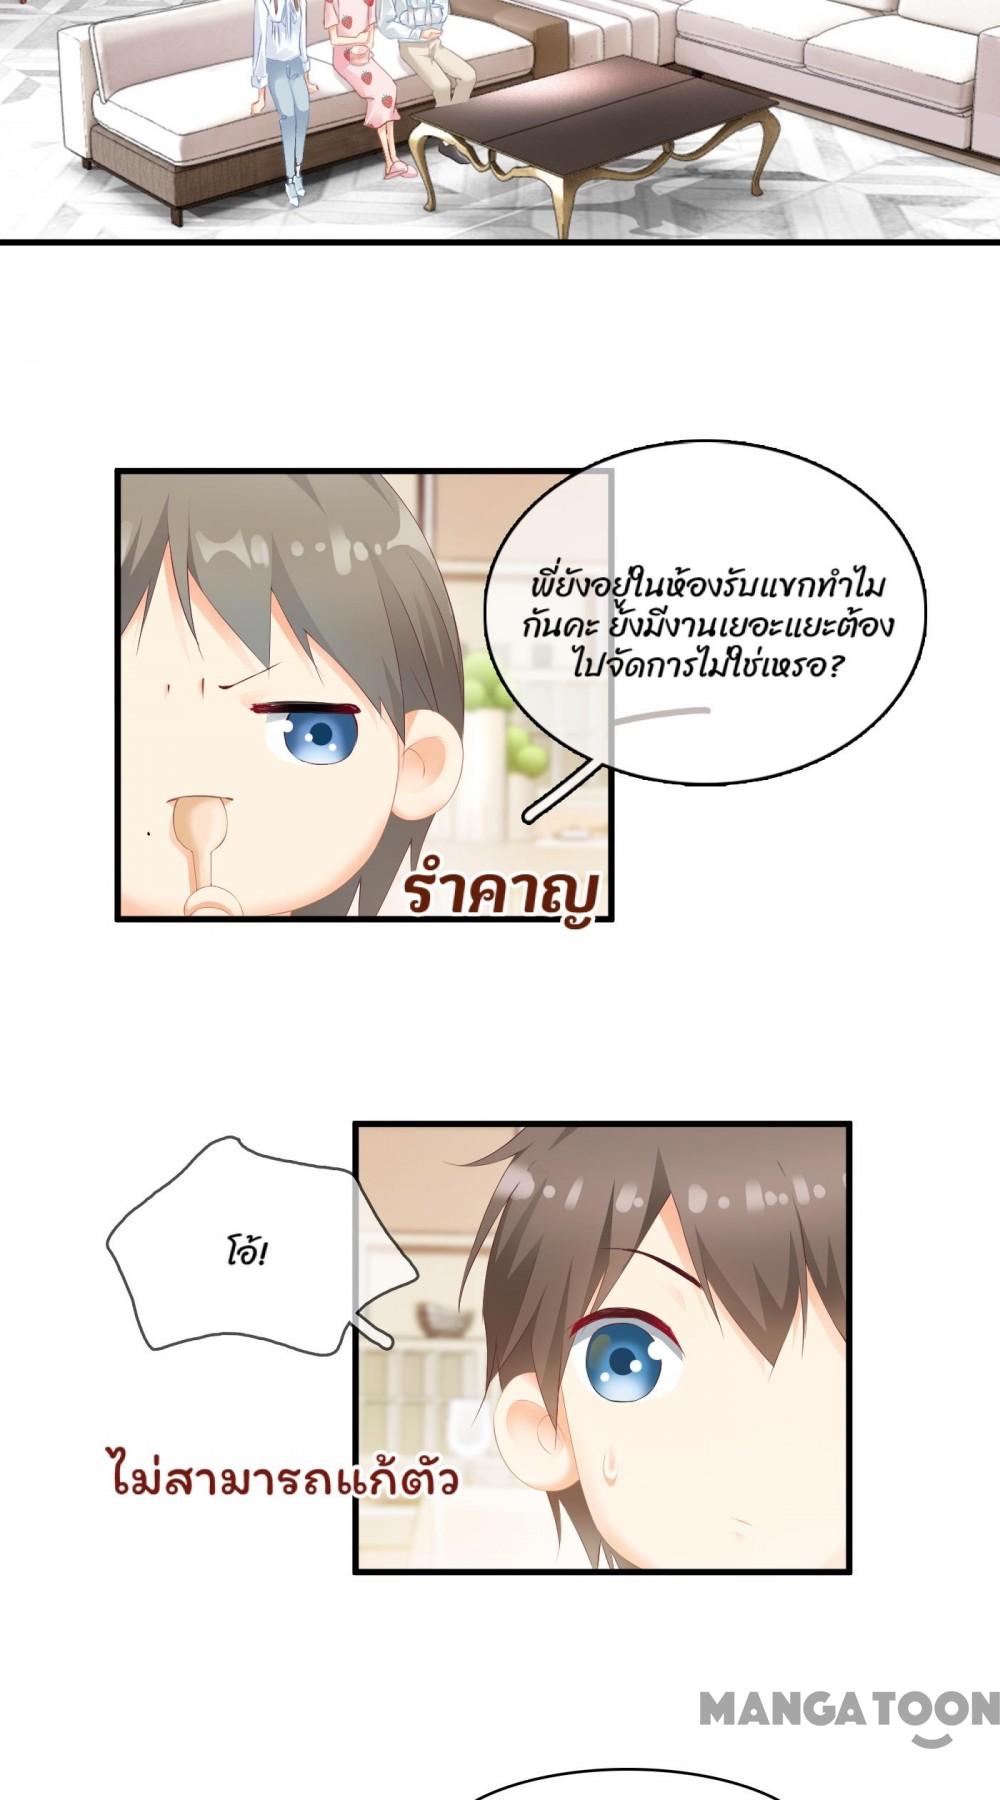 พี่ยังอยู่ในห้องรับแขกทำไม
กันคะ ยังมีงานเยอะแยะต้อง
ไปจัดการไม่ใช่เหรอ?
รำคาญ
โอ้!
ไม่สามารถแก้ตัว
MANGATOON